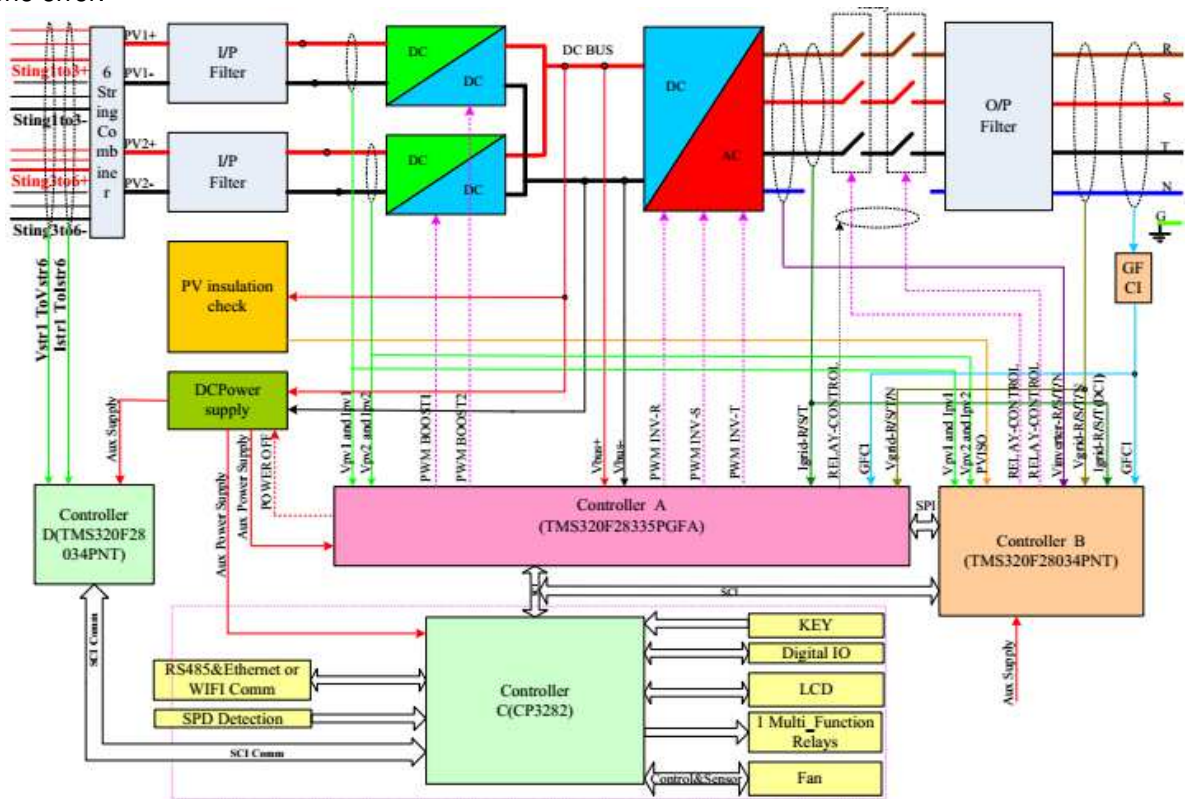 PV1+
I/P
Filter
DC
DC
DC BUS
DC
AC
O/P
Filter
R
S
T
N
G
Sting1to3+
PV1-
6
Str
ing Co
mb
ine
r
Sting1to3-
PV2+
I/P
Filter
DC
DC
Sting3to6+
PV2-
Sting3to6-
GF
CI
Vstr1 ToVstr6
Istr1 ToIstr6
PV insulation
check
DCPower
supply
Aux Supply
Aux Power Supply
Aux Power Supply
POWER OFF
Vpv1 and Ipv1
Vpv2 and Ipv2
PWM BOOST1
PWM BOOST2
Vbus+
Vbus-
PWM INV-R
PWM INV-S
PWM INV-T
Igrid-R/S/T
RELAY-CONTROL
GFCI
Vgrid-R/S/T/N
Vpv1 and Ipv1
Vpv2 and Ipv2
PVISO
RELAY-CONTROL
RELAY-CONTROL
Vinverter-R/S/T/N
Vgrid-R/S/T/N
Igrid-R/S/T (DCI)
GFCI
Controller
D(TMS320F28
034PNT)
Controller A
(TMS320F28335PGFA)
SPI
Controller B
(TMS320F28034PNT)
SCI
Aux Supply
SCI Comm
RS485&Ethernet or
WIFI Comm
SPD Detection
SCI Comm
Controller
C(CP3282)
KEY
Digital IO
LCD
1 Multi_Function
Relays
Control&Sensor
Fan